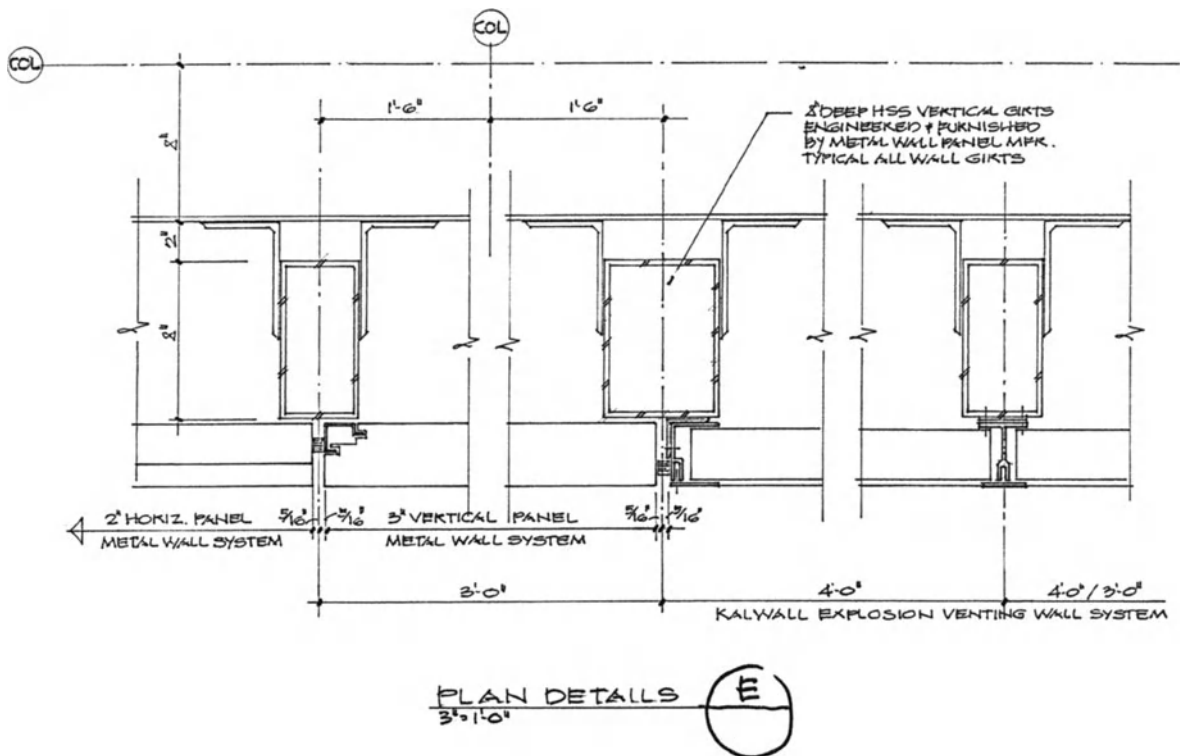 COL
COL
1'-6"
1'-6"
8" DEEP HSS VERTICAL GIRTS
ENGINEERED & FURNISHED
BY METAL WALL PANEL MFR.
TYPICAL ALL WALL GIRTS
8"
2"
8"
2" HORIZ. PANEL
METAL WALL SYSTEM
5/16"
5/16"
3" VERTICAL PANEL
METAL WALL SYSTEM
5/16"
5/16"
3'-0"
4'-0"
4'-0" / 3'-0"
KALWALL EXPLOSION VENTING WALL SYSTEM
PLAN DETAILS
3"=1'-0"
E